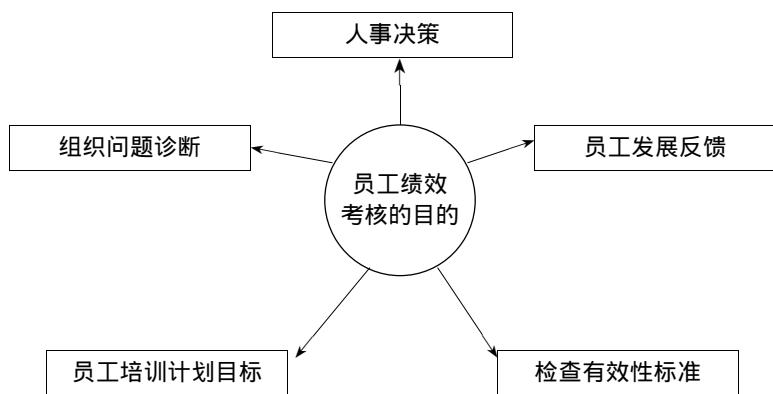 人事决策
组织问题诊断
员工发展反馈
员工绩效
考核的目的
员工培训计划目标
检查有效性标准